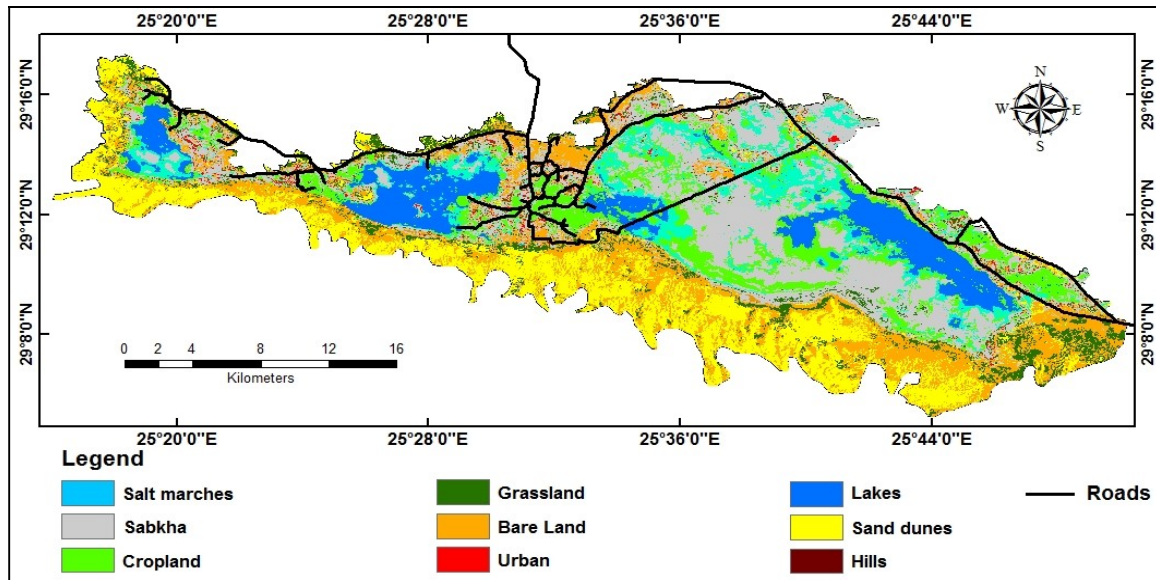 25°20'0"E 25°28'0"E 25°36'0"E 25°44'0"E
29°16'0"N 29°16'0"N
N
W E
S
29°12'0"N 29°12'0"N
29°8'0"N 29°8'0"N
0 2 4 8 12 16
Kilometers
25°20'0"E 25°28'0"E 25°36'0"E 25°44'0"E
Legend
Salt marches Grassland Lakes Roads
Sabkha Bare Land Sand dunes
Cropland Urban Hills